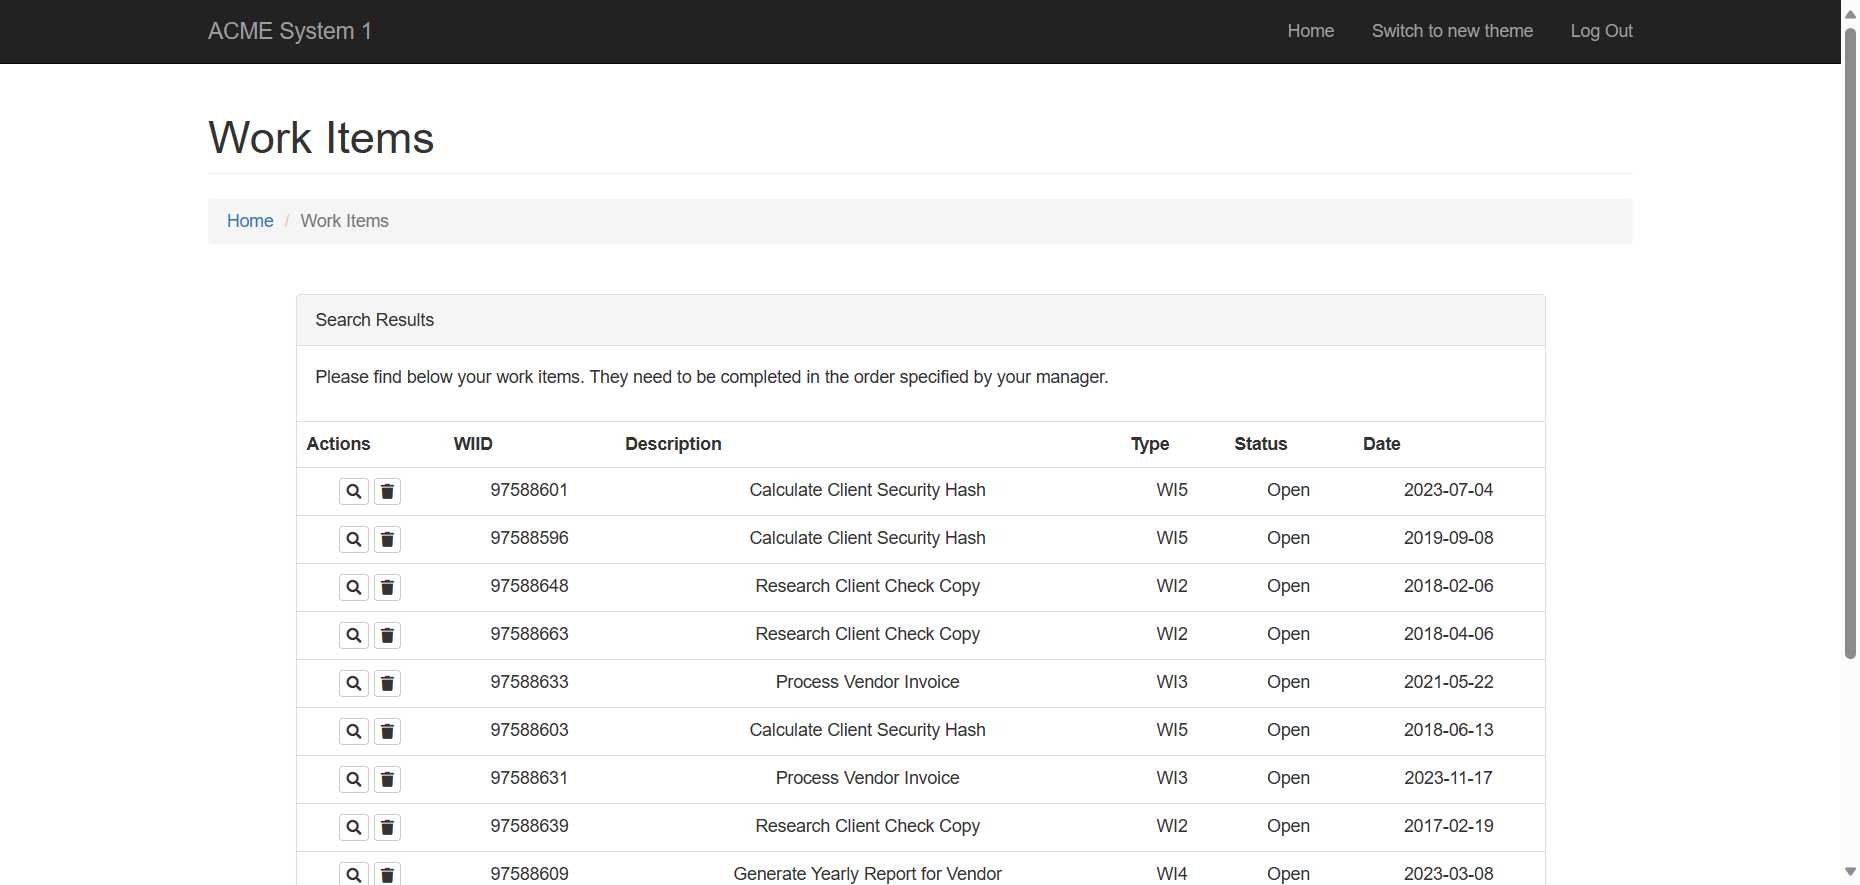 ACME System 1 Home Switch to new theme Log Out
Work Items
Home / Work Items
Search Results
Please find below your work items. They need to be completed in the order specified by your manager.
Actions WIID Description Type Status Date
97588601 Calculate Client Security Hash WI5 Open 2023-07-04
97588596 Calculate Client Security Hash WI5 Open 2019-09-08
97588648 Research Client Check Copy WI2 Open 2018-02-06
97588663 Research Client Check Copy WI2 Open 2018-04-06
97588633 Process Vendor Invoice WI3 Open 2021-05-22
97588603 Calculate Client Security Hash WI5 Open 2018-06-13
97588631 Process Vendor Invoice WI3 Open 2023-11-17
97588639 Research Client Check Copy WI2 Open 2017-02-19
97588609 Generate Yearly Report for Vendor WI4 Open 2023-03-08